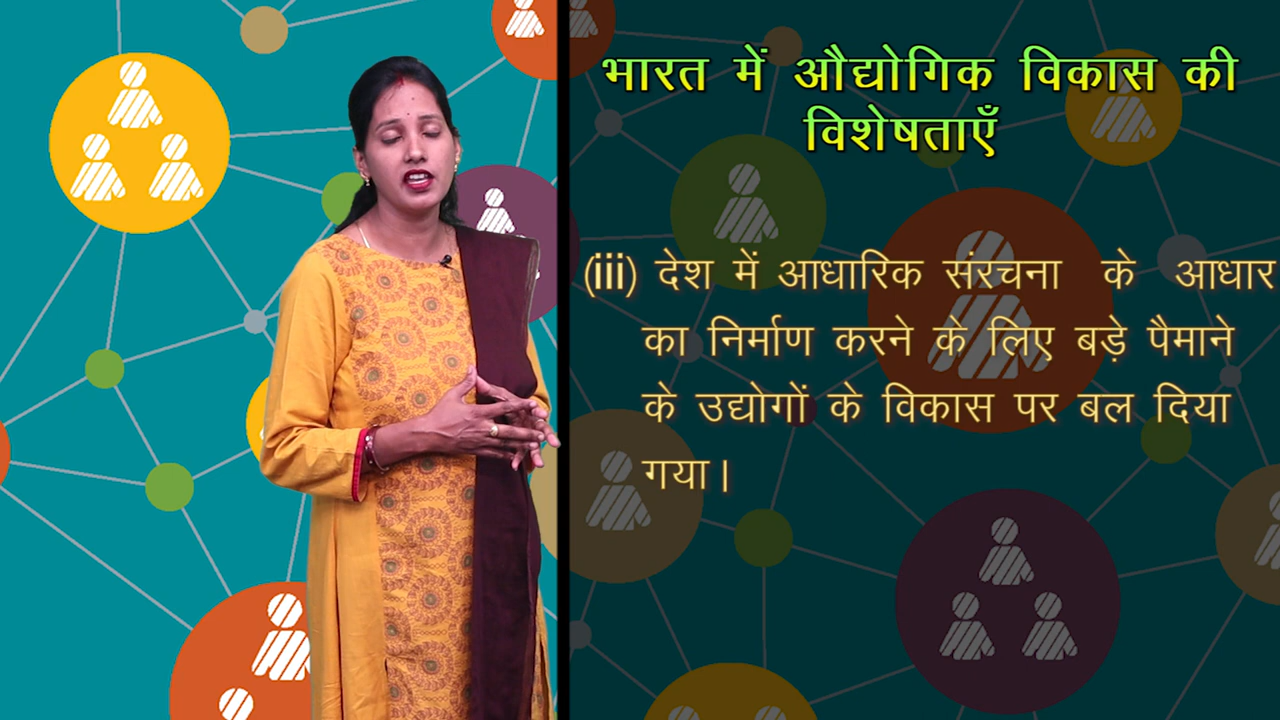 भारत में औद्योगिक विकास की
विशेषताएँ
(iii) देश में आधारिक संरचना के आधार
का निर्माण करने के लिए बड़े पैमाने
के उद्योगों के विकास पर बल दिया
गया।